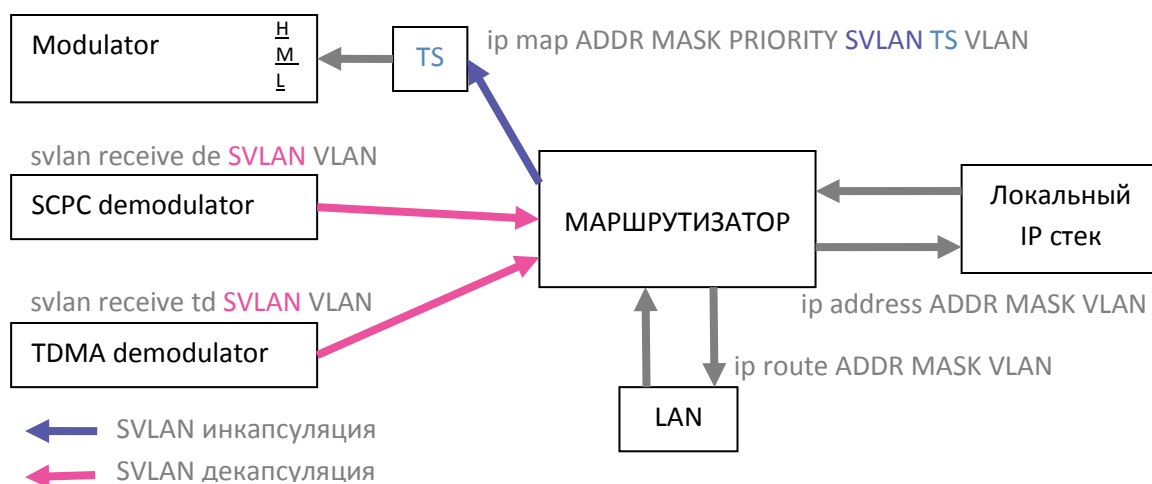 Modulator
H
M
L
TS
ip map ADDR MASK PRIORITY SVLAN TS VLAN
svlan receive de SVLAN VLAN
SCPC demodulator
МАРШРУТИЗАТОР
Локальный
IP стек
svlan receive td SVLAN VLAN
ip address ADDR MASK VLAN
TDMA demodulator
ip route ADDR MASK VLAN
LAN
SVLAN инкапсуляция
SVLAN декапсуляция